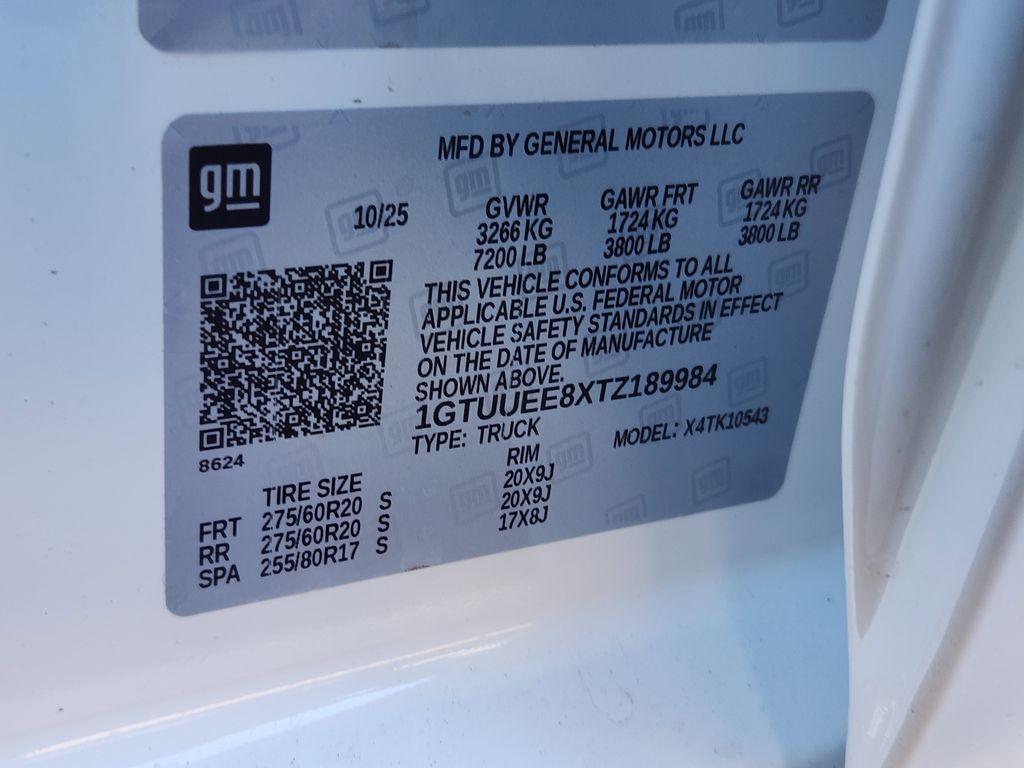 gm
MFD BY GENERAL MOTORS LLC
10/25 GVWR GAWR FRT GAWR RR
3266 KG 1724 KG 1724 KG
7200 LB 3800 LB 3800 LB
THIS VEHICLE CONFORMS TO ALL
APPLICABLE U.S. FEDERAL MOTOR
VEHICLE SAFETY STANDARDS IN EFFECT
ON THE DATE OF MANUFACTURE
SHOWN ABOVE.
1GTUUEE8XTZ189984
TYPE: TRUCK MODEL: X4TK10543
8624
TIRE SIZE RIM
FRT 275/60R20 S 20X9J
RR 275/60R20 S 20X9J
SPA 255/80R17 S 17X8J